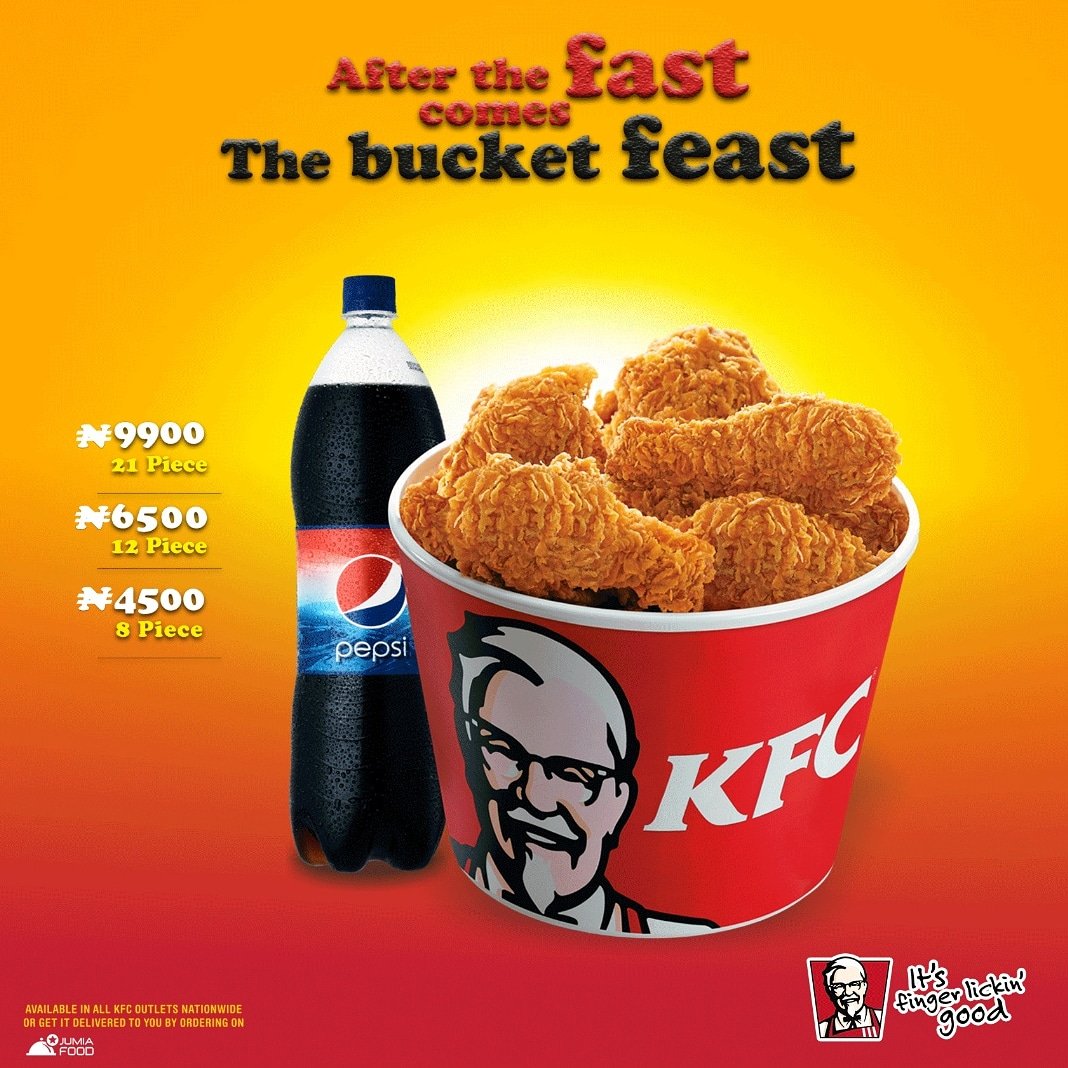 After the fast
comes
The bucket feast
₦9900
21 Piece
₦6500
12 Piece
₦4500
8 Piece
pepsi
KFC
It's
finger lickin'
good
AVAILABLE IN ALL KFC OUTLETS NATIONWIDE
OR GET IT DELIVERED TO YOU BY ORDERING ON
JUMIA
FOOD